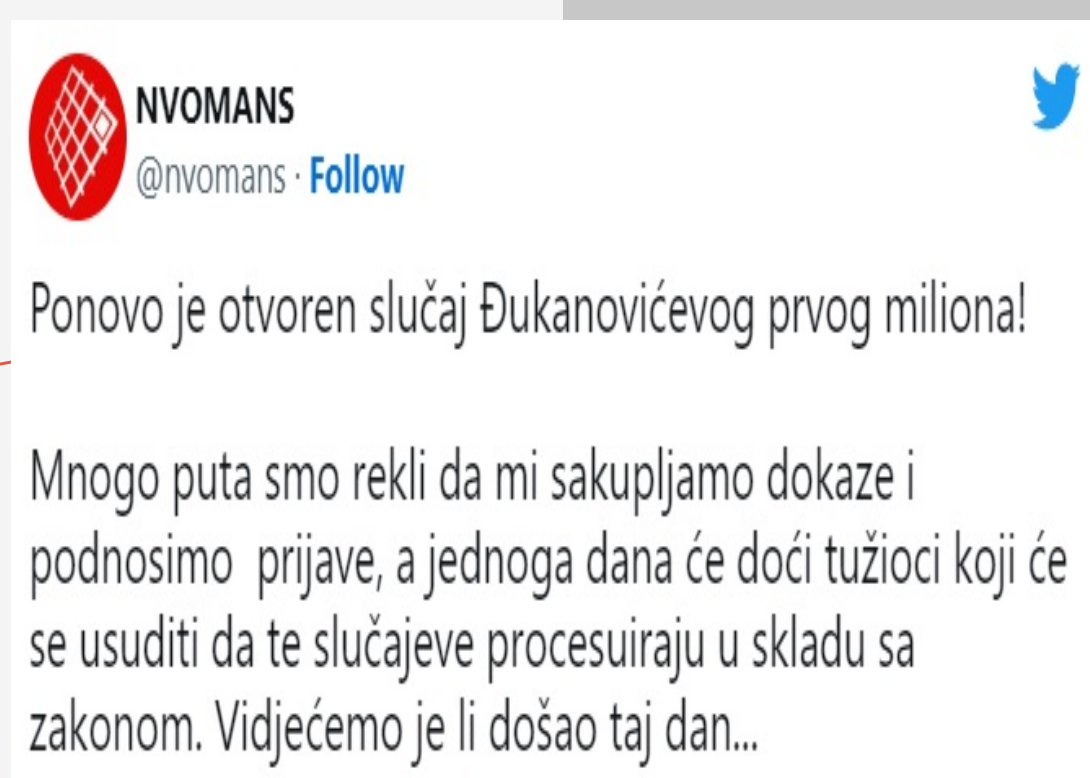 NVOMANS
@nvomans · Follow
Ponovo je otvoren slučaj Đukanovićevog prvog miliona!
Mnogo puta smo rekli da mi sakupljamo dokaze i
podnosimo  prijave, a jednoga dana će doći tužioci koji će
se usuditi da te slučajeve procesuiraju u skladu sa
zakonom. Vidjećemo je li došao taj dan...